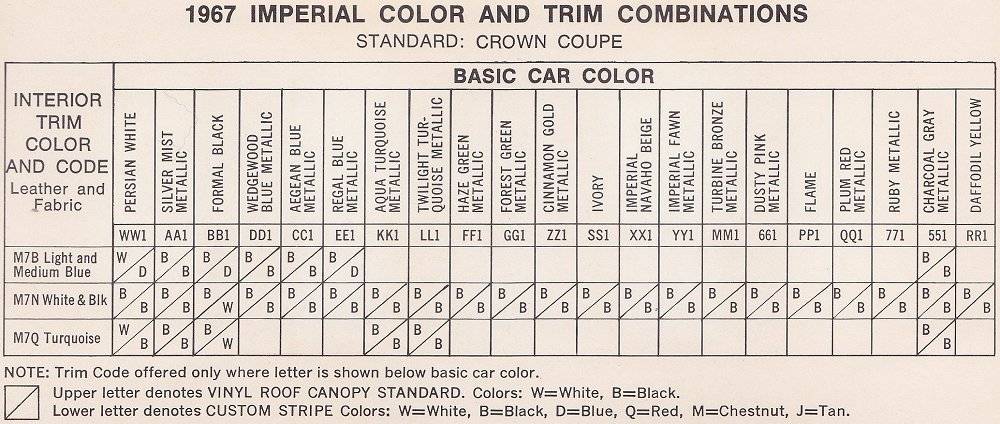 1967 IMPERIAL COLOR AND TRIM COMBINATIONS
STANDARD: CROWN COUPE
INTERIOR
TRIM
COLOR
AND CODE
Leather and
Fabric
BASIC CAR COLOR
PERSIAN WHITE
SILVER MIST
METALLIC
FORMAL BLACK
WEDGEWOOD
BLUE METALLIC
AEGEAN BLUE
METALLIC
REGAL BLUE
METALLIC
AQUA TURQUOISE
METALLIC
TWILIGHT TUR-
QUOISE METALLIC
HAZE GREEN
METALLIC
FOREST GREEN
METALLIC
CINNAMON GOLD
METALLIC
IVORY
IMPERIAL
NAVAHO BEIGE
IMPERIAL FAWN
METALLIC
TURBINE BRONZE
METALLIC
DUSTY PINK
METALLIC
FLAME
PLUM RED
METALLIC
RUBY METALLIC
CHARCOAL GRAY
METALLIC
DAFFODIL YELLOW
WW1 AA1 BB1 DD1 CC1 EE1 KK1 LL1 FF1 GG1 ZZ1 SS1 XX1 YY1 MM1 661 PP1 QQ1 771 551 RR1
M7B Light and
Medium Blue
W B B B B B B
D B D B B D B
M7N White & Blk
B B B B B B B B B B B B B B B B B B B B B
B B W B B B B B B B B B B B B B B B B B B
M7Q Turquoise
W B B B B B
B B W B B B
NOTE: Trim Code offered only where letter is shown below basic car color.
Upper letter denotes VINYL ROOF CANOPY STANDARD. Colors: W=White, B=Black.
Lower letter denotes CUSTOM STRIPE Colors: W=White, B=Black, D=Blue, Q=Red, M=Chestnut, J=Tan.